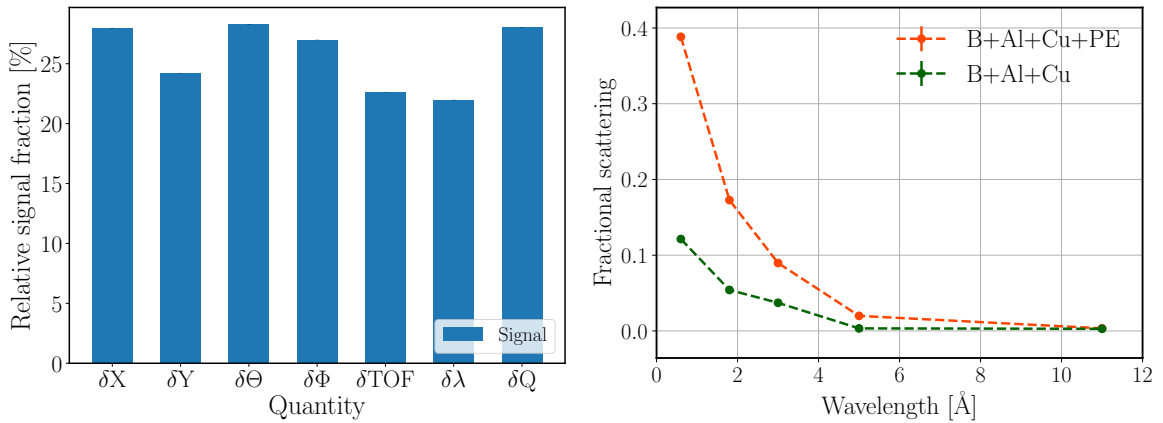 Relative signal fraction [%]
25
20
15
10
5
0
δX δY δΘ δΦ δTOF δλ δQ
Quantity
Signal
Fractional scattering
0.4
0.3
0.2
0.1
0.0
0 2 4 6 8 10 12
Wavelength [Å]
B+Al+Cu+PE
B+Al+Cu